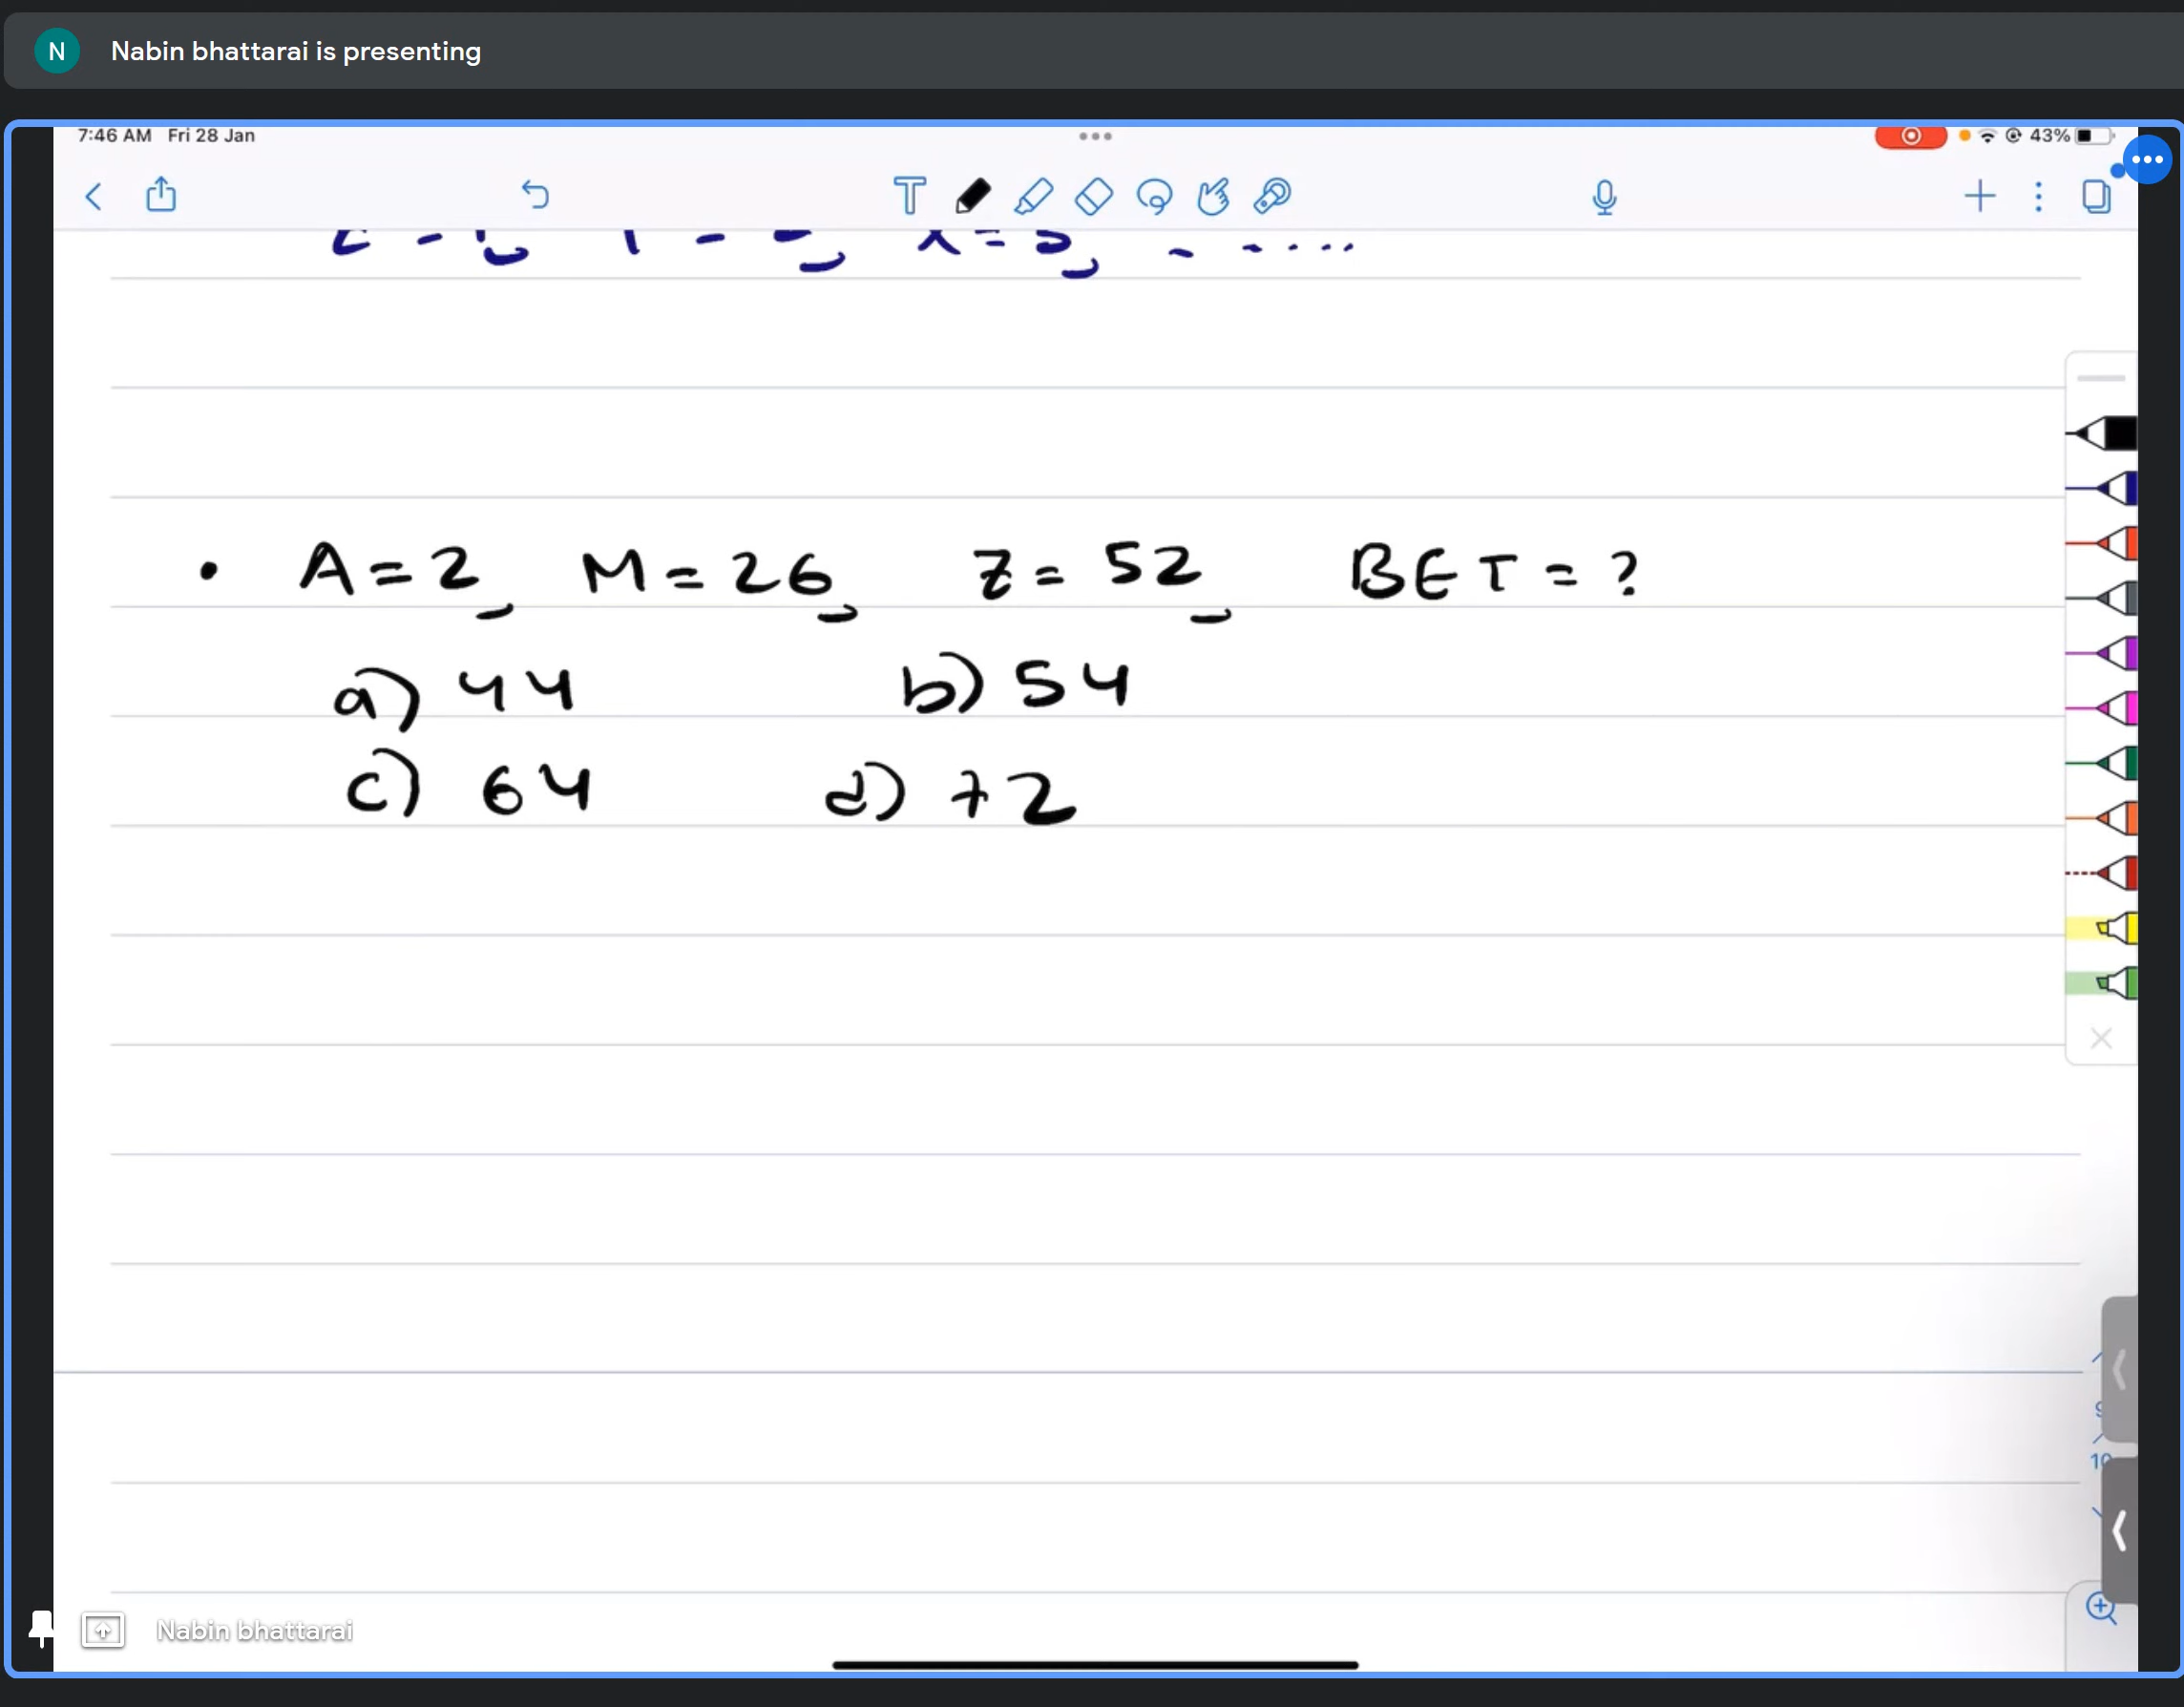 N Nabin bhattarai is presenting
7:46 AM Fri 28 Jan
43%
• A=2, M=26, Z=52, BET=?
a) 44 b) 54
c) 64 d) 72
10
Nabin bhattarai